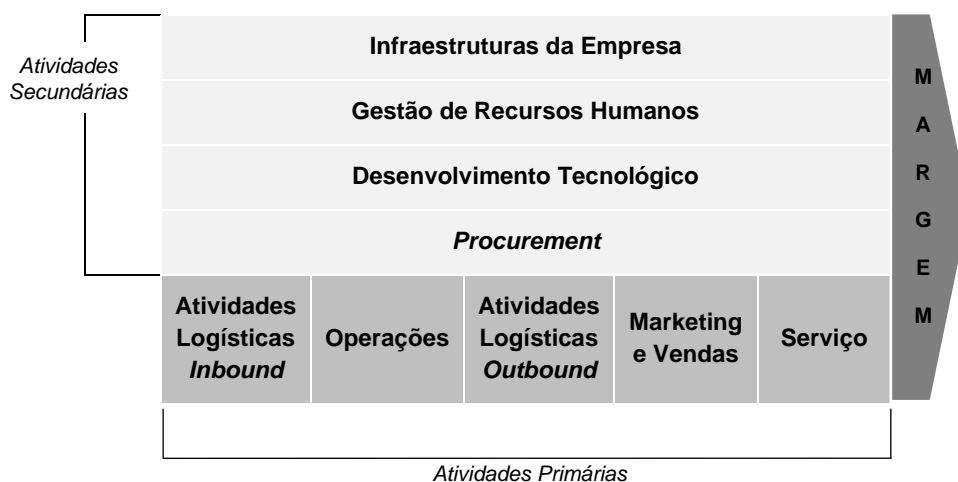 Infraestruturas da Empresa
Atividades
Secundárias
Gestão de Recursos Humanos
Desenvolvimento Tecnológico
Procurement
Atividades
Logísticas
Inbound
Operações
Atividades
Logísticas
Outbound
Marketing
e Vendas
Serviço
M
A
R
G
E
M
Atividades Primárias